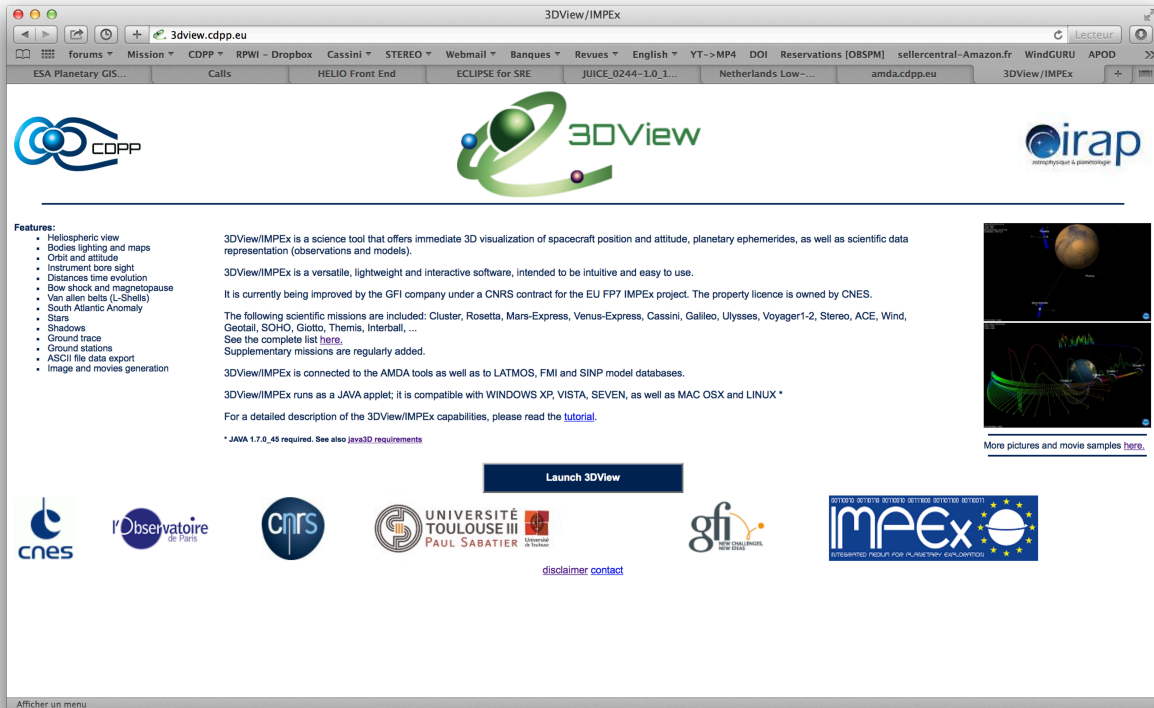 3DView/IMPEx
3dview.cdpp.eu
Lecteur
forums Mission CDPP RPWI – Dropbox Cassini STEREO Webmail Banques Revues English YT->MP4 DOI Reservations [OBSPM] sellercentral-Amazon.fr WindGURU APOD
ESA Planetary GIS... Calls HELIO Front End ECLIPSE for SRE JUICE_0244-1.0_1... Netherlands Low-... amda.cdpp.eu 3DView/IMPEx
CDPP
3DView
irap
astrophysique & planétologie
Features:
Heliospheric view
Bodies lighting and maps
Orbit and attitude
Instrument bore sight
Distances time evolution
Bow shock and magnetopause
Van allen belts (L-Shells)
South Atlantic Anomaly
Stars
Shadows
Ground trace
Ground stations
ASCII file data export
Image and movies generation
3DView/IMPEx is a science tool that offers immediate 3D visualization of spacecraft position and attitude, planetary ephemerides, as well as scientific data
representation (observations and models).
3DView/IMPEx is a versatile, lightweight and interactive software, intended to be intuitive and easy to use.
It is currently being improved by the GFI company under a CNRS contract for the EU FP7 IMPEx project. The property licence is owned by CNES.
The following scientific missions are included: Cluster, Rosetta, Mars-Express, Venus-Express, Cassini, Galileo, Ulysses, Voyager1-2, Stereo, ACE, Wind,
Geotail, SOHO, Giotto, Themis, Interball, ...
See the complete list here.
Supplementary missions are regularly added.
3DView/IMPEx is connected to the AMDA tools as well as to LATMOS, FMI and SINP model databases.
3DView/IMPEx runs as a JAVA applet; it is compatible with WINDOWS XP, VISTA, SEVEN, as well as MAC OSX and LINUX *
For a detailed description of the 3DView/IMPEx capabilities, please read the tutorial.
* JAVA 1.7.0_45 required. See also java3D requirements
More pictures and movie samples here.
Launch 3DView
cnes
l'Observatoire
de Paris
cnrs
UNIVERSITÉ
TOULOUSE III
PAUL SABATIER
Université
de Toulouse
gfi
NEW CHALLENGES,
NEW IDEAS
IMPEx
INTEGRATED MEDIUM FOR PLANETARY EXPLORATION
disclaimer contact
Afficher un menu